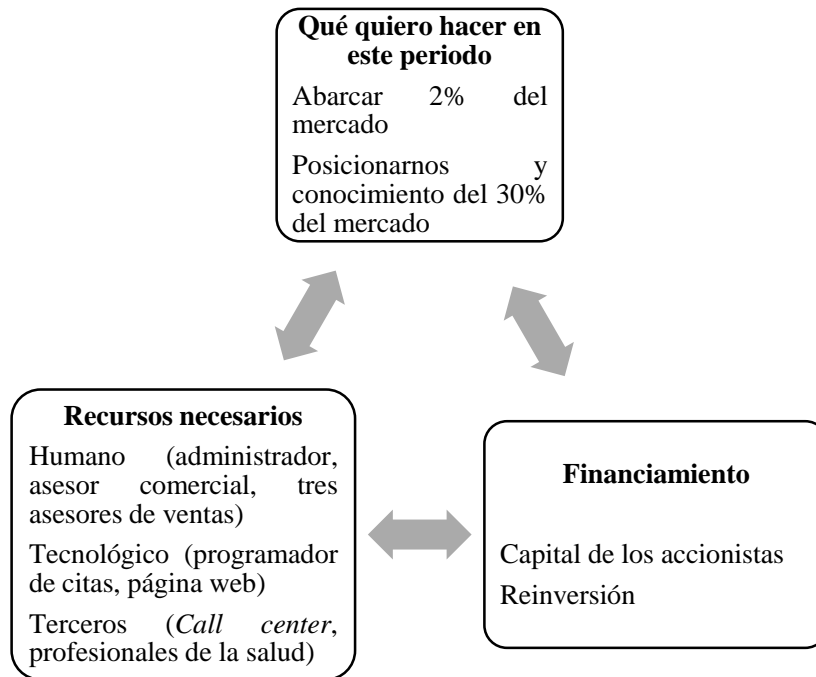 Qué quiero hacer en
este periodo
Abarcar 2% del
mercado
Posicionarnos y
conocimiento del 30%
del mercado
Recursos necesarios
Humano (administrador,
asesor comercial, tres
asesores de ventas)
Tecnológico (programador
de citas, página web)
Terceros (Call center,
profesionales de la salud)
Financiamiento
Capital de los accionistas
Reinversión